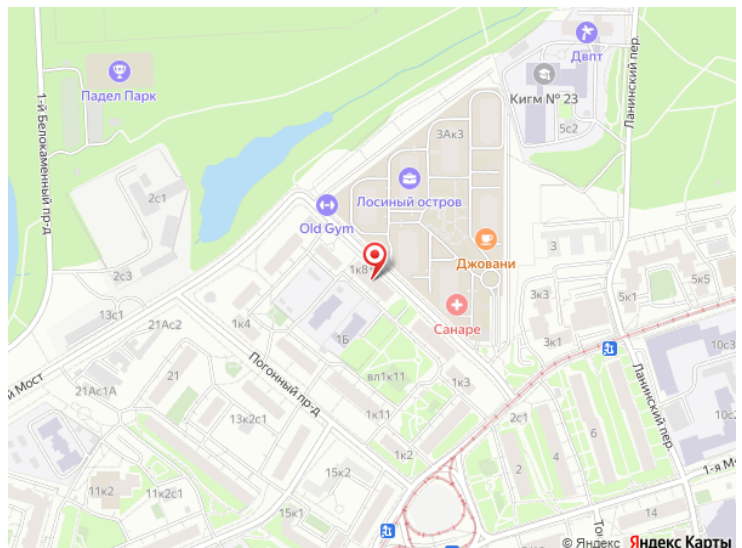 Двпт
Ланинский пер.
Падел Парк
Кигм № 23
5с2
1-й Белокаменный пр-д
3Ак3
2с1
Лосиный остров
Old Gym
Джовани
3
2с3
1к8
3к3
5к1
5к5
13с1
Санаре
21Ас2
1к4
1Б
3к1
10с3
Погонный пр-д
й Мост
21Ас1А
21
вл1к11
1к3
Ланинский пер.
13к2с1
1к11
2с1
4
6
10с2
1к2
2
11к2
11к2с1
15к2
1-я М
14
15к1
© Яндекс Яндекс Карты